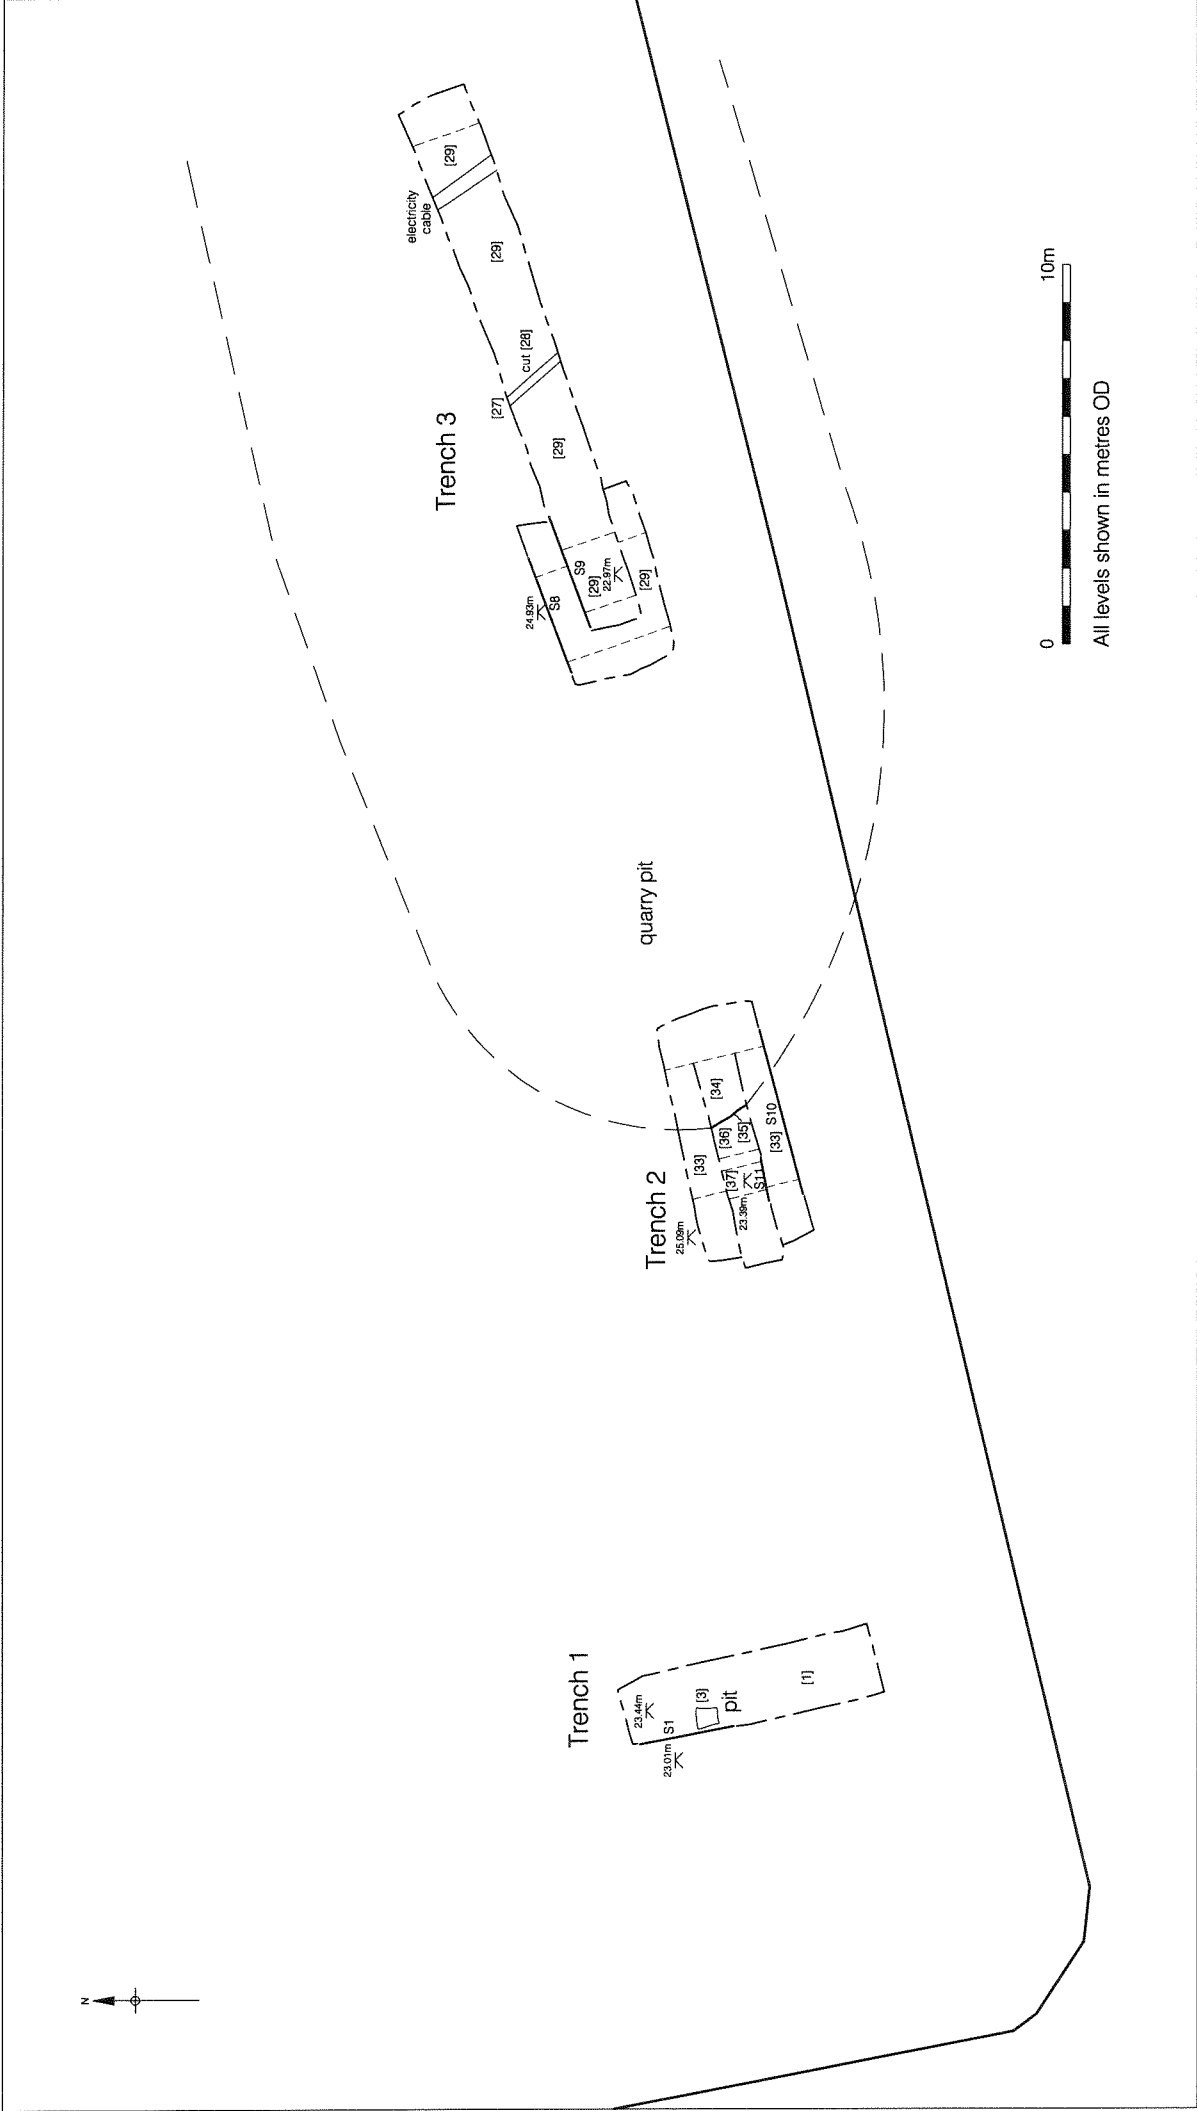 N
Trench 1
23.44m
23.01m
S1
[3]
pit
[1]
Trench 2
25.09m
[33]
[34]
[36]
[35]
[37]
23.39m
S11
[33]
S10
quarry pit
Trench 3
24.93m
S8
S9
[29]
22.97m
[29]
[29]
[27]
cut [28]
[29]
electricity
cable
[29]
0
10m
All levels shown in metres OD